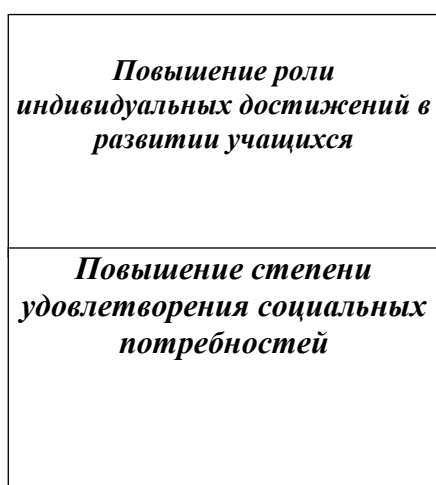 Повышение роли
индивидуальных достижений в
развитии учащихся
Повышение степени
удовлетворения социальных
потребностей